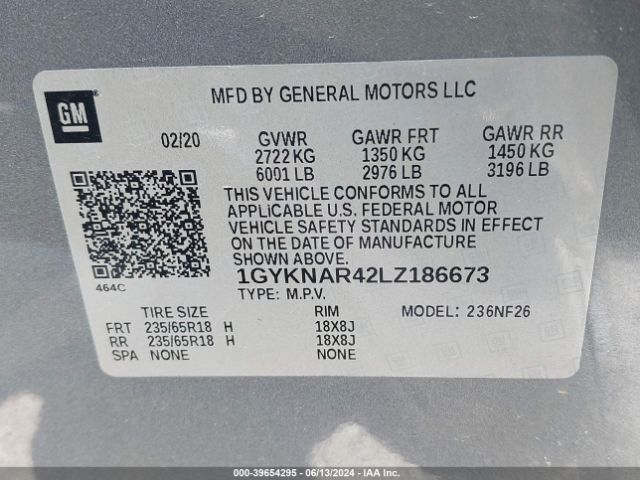 GM
MFD BY GENERAL MOTORS LLC
02/20 GVWR GAWR FRT GAWR RR
2722 KG 1350 KG 1450 KG
6001 LB 2976 LB 3196 LB
THIS VEHICLE CONFORMS TO ALL
APPLICABLE U.S. FEDERAL MOTOR
VEHICLE SAFETY STANDARDS IN EFFECT
ON THE DATE OF MANUFACTURE
SHOWN ABOVE.
464C
1GYKNAR42LZ186673
TYPE: M.P.V.
TIRE SIZE RIM MODEL: 236NF26
FRT 235/65R18 H 18X8J
RR 235/65R18 H 18X8J
SPA NONE NONE
000-39654295 - 06/13/2024 - IAA Inc.